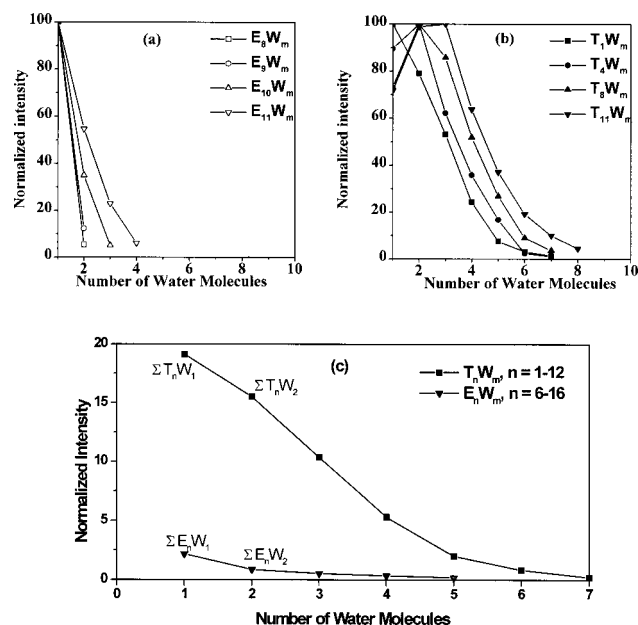 (a)
E8Wm
E9Wm
E10Wm
E11Wm
Normalized intensity
100
80
60
40
20
0
2 4 6 8 10
Number of Water Molecules
(b)
T1Wm
T4Wm
T8Wm
T11Wm
Normalized intensity
100
80
60
40
20
0
2 4 6 8 10
Number of Water Molecules
(c)
TnWm, n = 1-12
EnWm, n = 6-16
ΣTnW1
ΣTnW2
ΣEnW1
ΣEnW2
Normalized Intensity
20
15
10
5
0
0 1 2 3 4 5 6 7
Number of Water Molecules